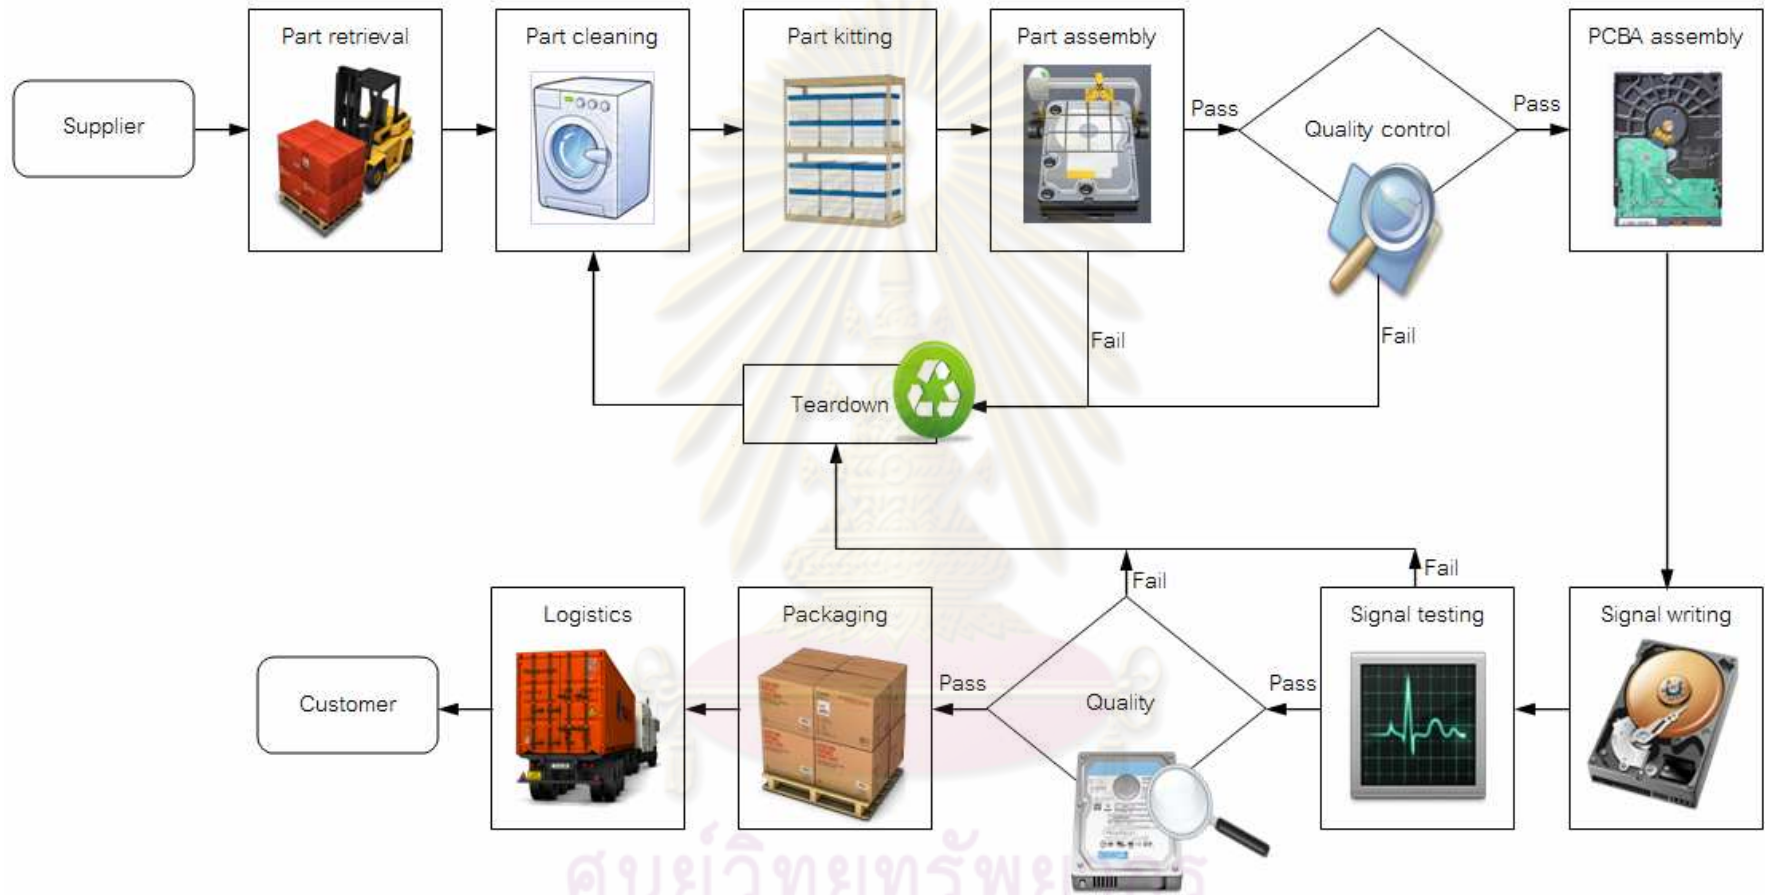 Part retrieval
Part cleaning
Part kitting
Part assembly
PCBA assembly
Supplier
Pass
Quality control
Pass
Fail
Fail
Teardown
Fail
Fail
Logistics
Packaging
Signal testing
Signal writing
Customer
Pass
Quality
Pass